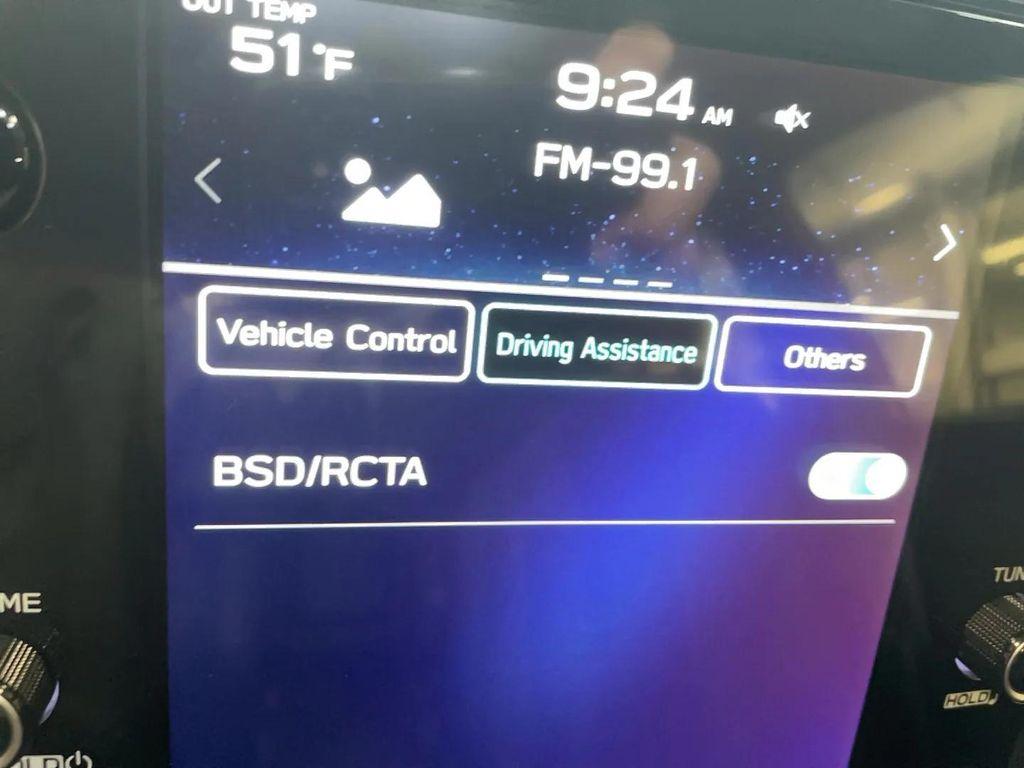 OUT TEMP
51°F
9:24 AM
FM-99.1
Vehicle Control
Driving Assistance
Others
BSD/RCTA
ME
TUN
HOLD